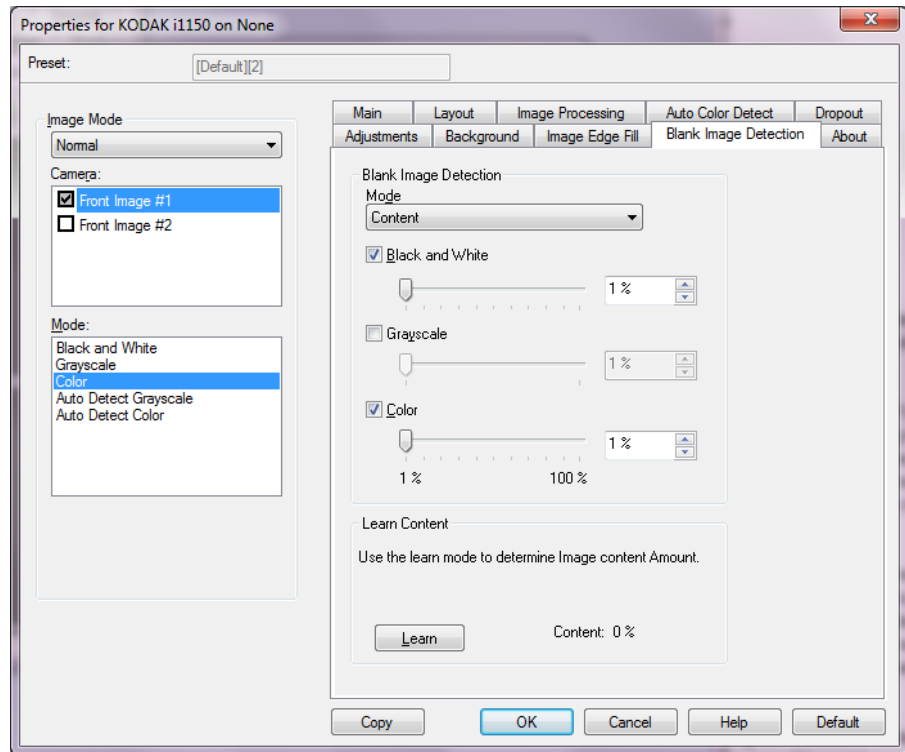 Properties for KODAK i1150 on None
Preset: [Default][2]
Image Mode
Normal
Camera:
Front Image #1
Front Image #2
Mode:
Black and White
Grayscale
Color
Auto Detect Grayscale
Auto Detect Color
Main Layout Image Processing Auto Color Detect Dropout
Adjustments Background Image Edge Fill Blank Image Detection About
Blank Image Detection
Mode
Content
Black and White
1 %
Grayscale
1 %
Color
1 %
1 % 100 %
Learn Content
Use the learn mode to determine Image content Amount.
Learn Content: 0 %
Copy OK Cancel Help Default